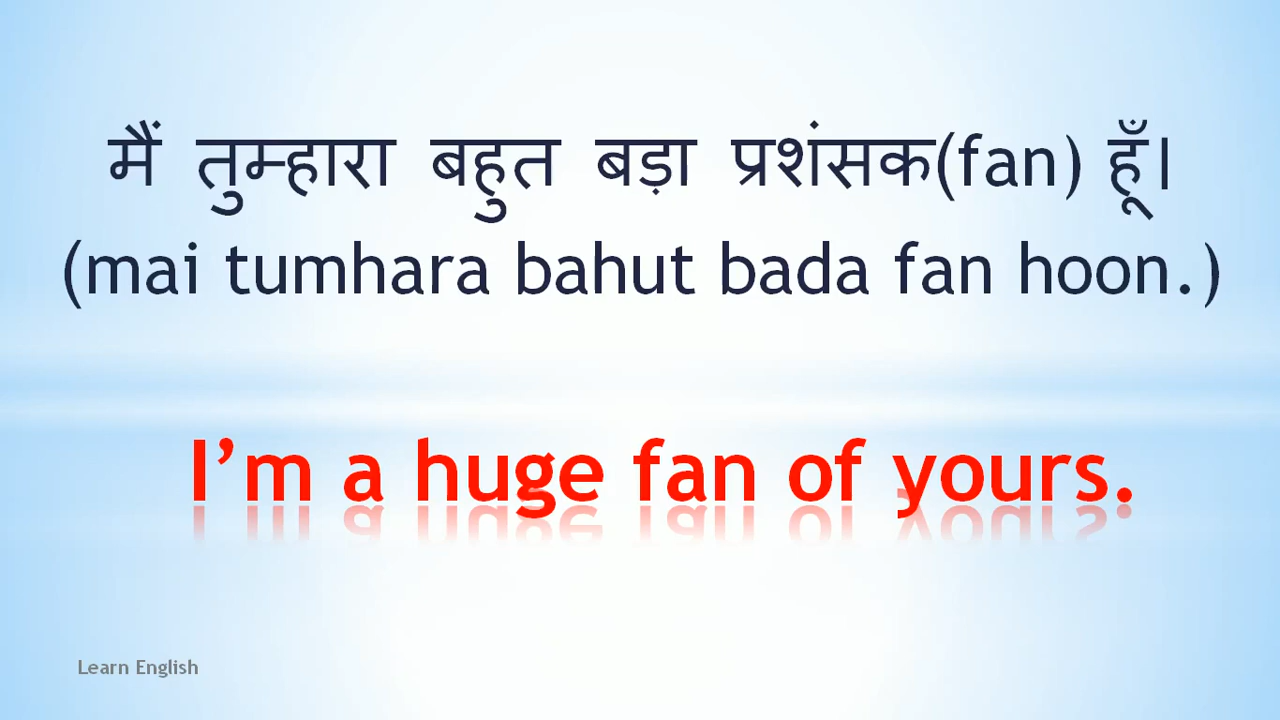 मैं तुम्हारा बहुत बड़ा प्रशंसक(fan) हूँ।
(mai tumhara bahut bada fan hoon.)
I’m a huge fan of yours.
Learn English